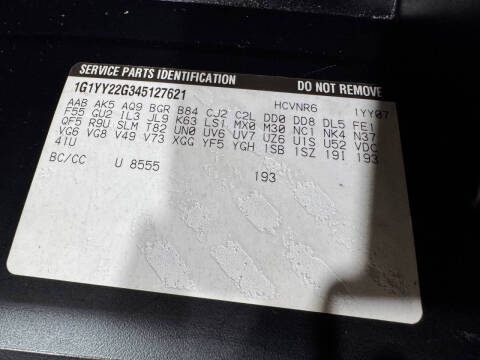 SERVICE PARTS IDENTIFICATION DO NOT REMOVE
1G1YY22G345127621 HCVNR6 1YY07
AAB AK5 AQ9 BGR B84 CJ2 C2L DD0 DD8 DL5 FE1
F55 GU2 IL3 JL9 K63 LS1 MX0 M30 NC1 NK4 N37
QF5 R9U SLM T82 UN0 UV6 UV7 UZ6 U1S U52 VDC
VG6 VG8 V49 V73 XGG YF5 YGH 1SB 1SZ 19I 193
41U
BC/CC U 8555 193